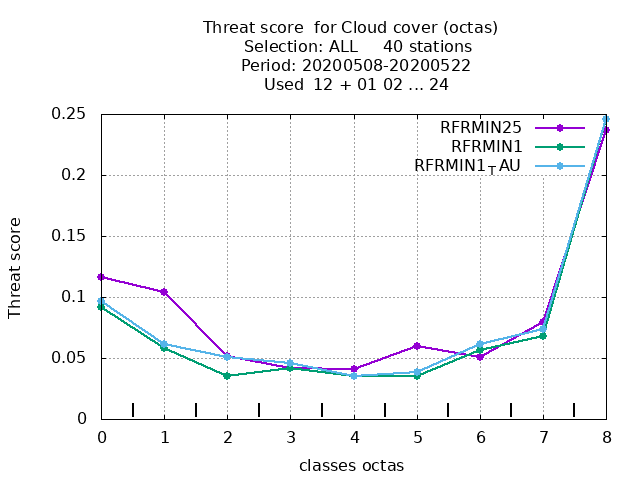 Threat score  for Cloud cover (octas)
Selection: ALL     40 stations
Period: 20200508-20200522
Used  12 + 01 02 ... 24
RFRMIN25
RFRMIN1
RFRMIN1TAU
0.25
0.2
0.15
0.1
0.05
0
Threat score
0 1 2 3 4 5 6 7 8
classes octas